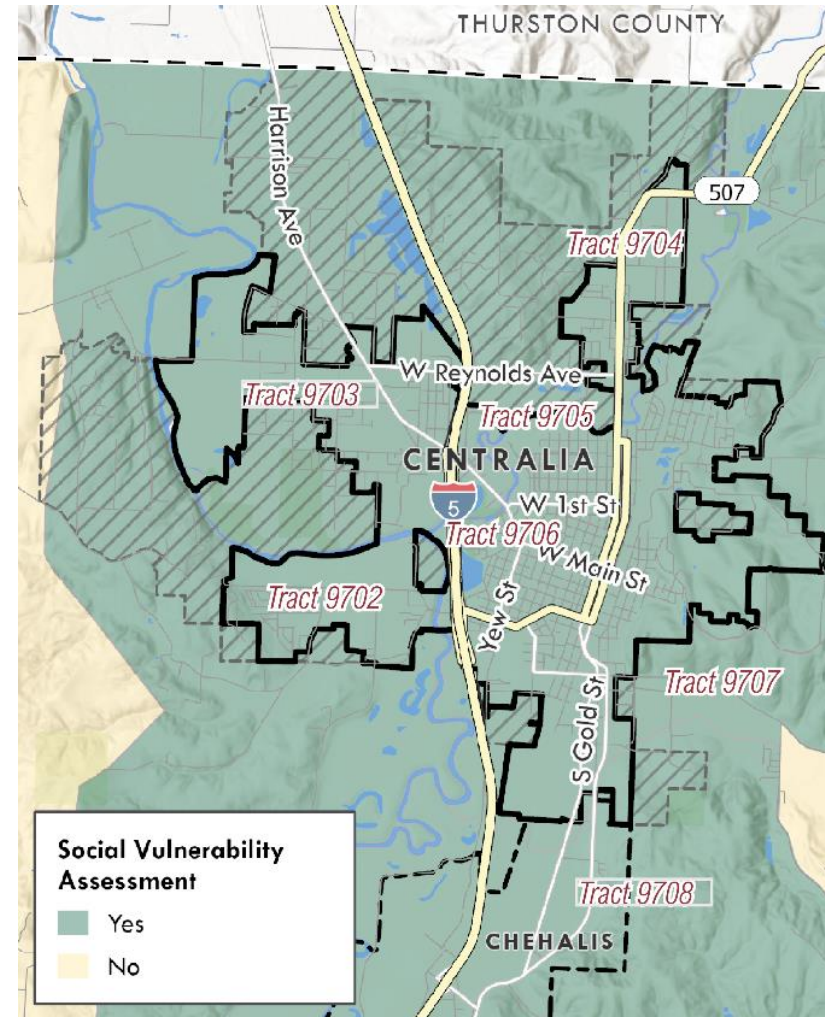 THURSTON COUNTY
Harrison Ave
507
Tract 9704
W Reynolds Ave
Tract 9703
Tract 9705
CENTRALIA
5
W 1st St
Tract 9706
W Main St
Tract 9702
Yew St
Tract 9707
S Gold St
Social Vulnerability
Assessment
Yes
No
Tract 9708
CHEHALIS